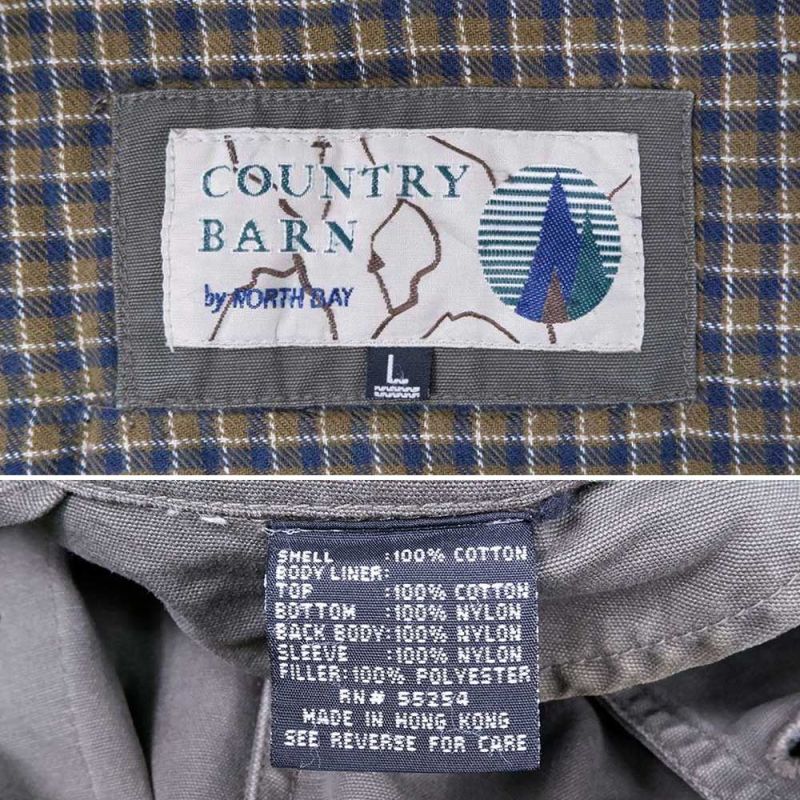 COUNTRY
BARN
by NORTH BAY
L
SHELL :100% COTTON
BODY LINER:
TOP :100% COTTON
BOTTOM :100% NYLON
BACK BODY:100% NYLON
SLEEVE :100% NYLON
FILLER:100% POLYESTER
RN# 55254
MADE IN HONG KONG
SEE REVERSE FOR CARE